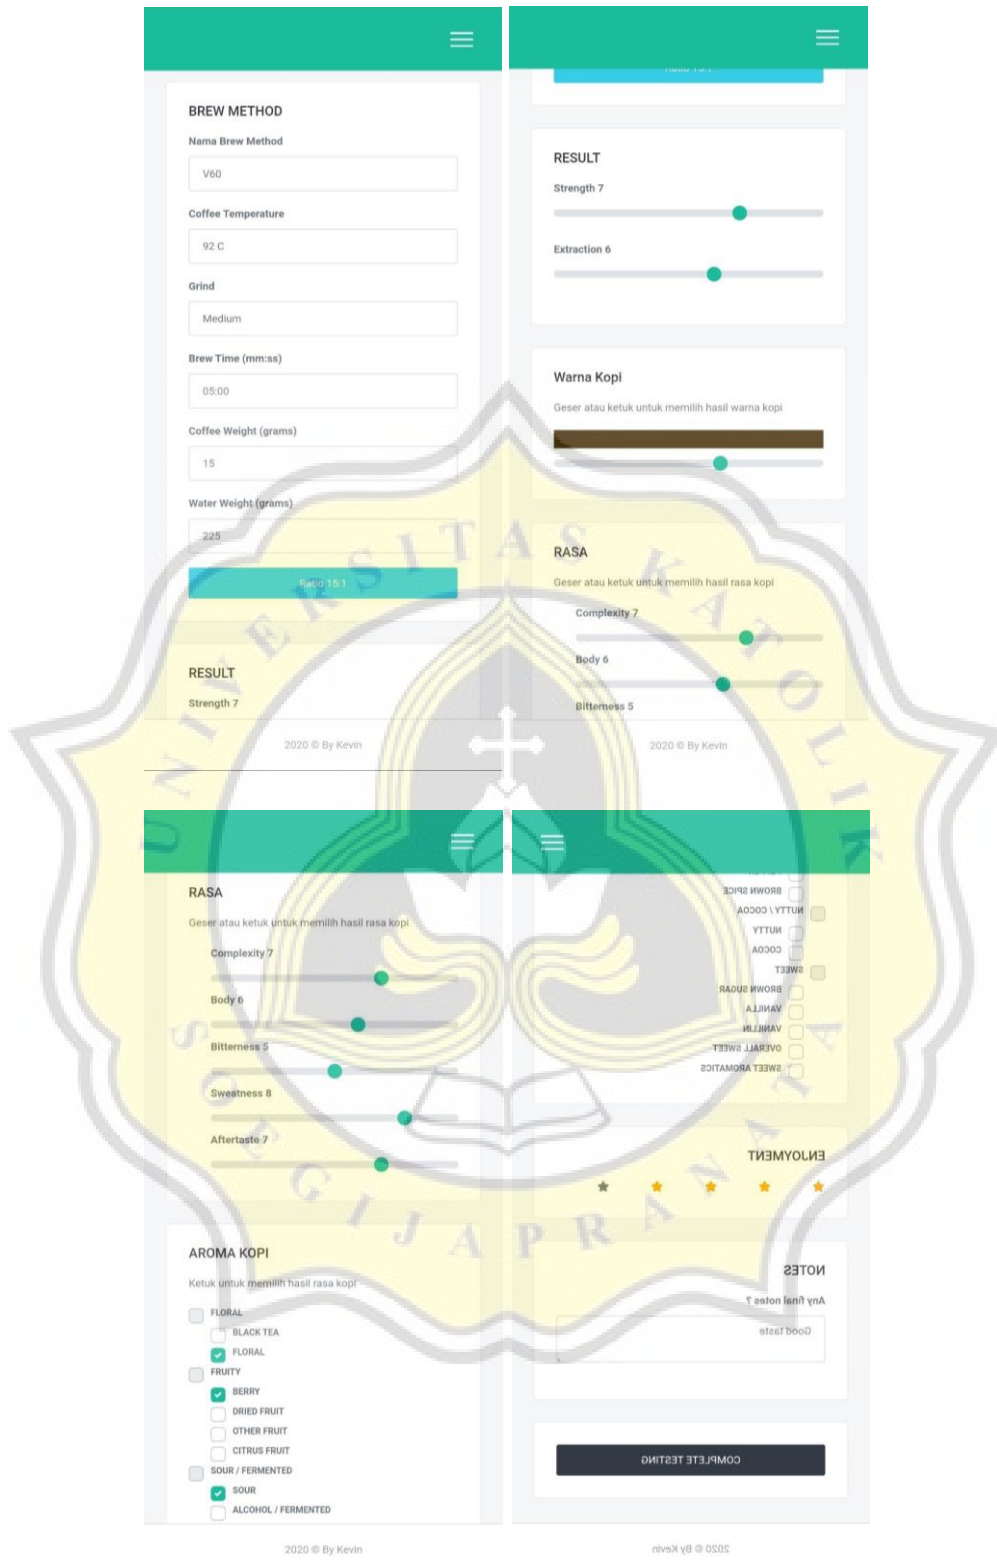 BREW METHOD
Nama Brew Method
V60
Coffee Temperature
92 C
Grind
Medium
Brew Time (mm:ss)
05:00
Coffee Weight (grams)
15
Water Weight (grams)
225
Ratio 15:1
RESULT
Strength 7
2020 © By Kevin
Ratio 15:1
RESULT
Strength 7
Extraction 6
Warna Kopi
Geser atau ketuk untuk memilih hasil warna kopi
RASA
Geser atau ketuk untuk memilih hasil rasa kopi
Complexity 7
Body 6
Bitterness 5
2020 © By Kevin
RASA
Geser atau ketuk untuk memilih hasil rasa kopi
Complexity 7
Body 6
Bitterness 5
Sweatness 8
Aftertaste 7
AROMA KOPI
Ketuk untuk memilih hasil rasa kopi
FLORAL
BLACK TEA
FLORAL
FRUITY
BERRY
DRIED FRUIT
OTHER FRUIT
CITRUS FRUIT
SOUR / FERMENTED
SOUR
ALCOHOL / FERMENTED
2020 © By Kevin
BROWN SPICE
NUTTY / COCOA
NUTTY
COCOA
SWEET
BROWN SUGAR
VANILLA
VANILLIN
OVERALL SWEET
SWEET AROMATICS
ENJOYMENT
NOTES
Any final notes ?
Good taste
COMPLETE TESTING
2020 © By Kevin
UNIVERSITAS KATOLIK
SOEGIJAPRANATA